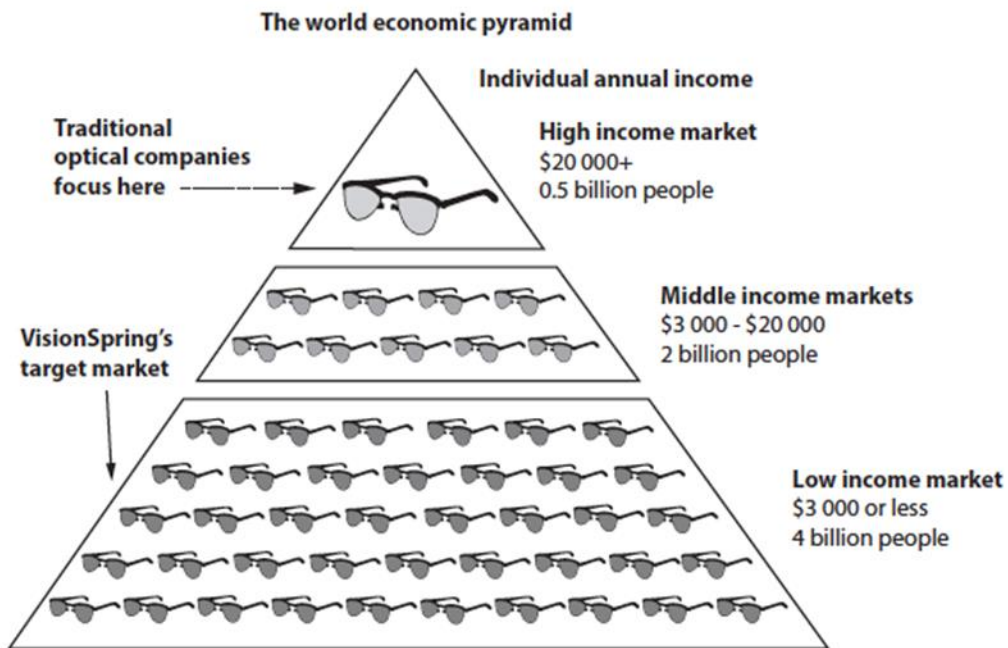 The world economic pyramid
Individual annual income
Traditional
optical companies
focus here
High income market
$20 000+
0.5 billion people
VisionSpring's
target market
Middle income markets
$3 000 - $20 000
2 billion people
Low income market
$3 000 or less
4 billion people